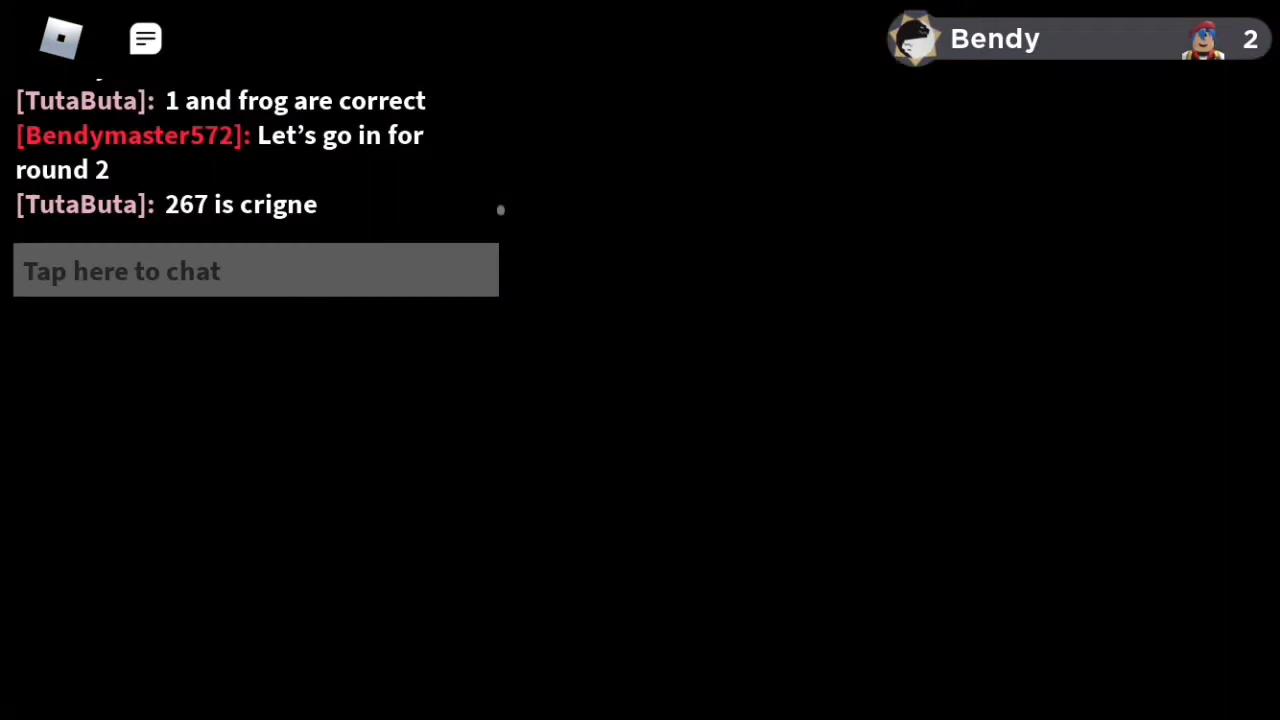 Bendy
2
[TutaButa]: 1 and frog are correct
[Bendymaster572]: Let’s go in for
round 2
[TutaButa]: 267 is crigne
Tap here to chat